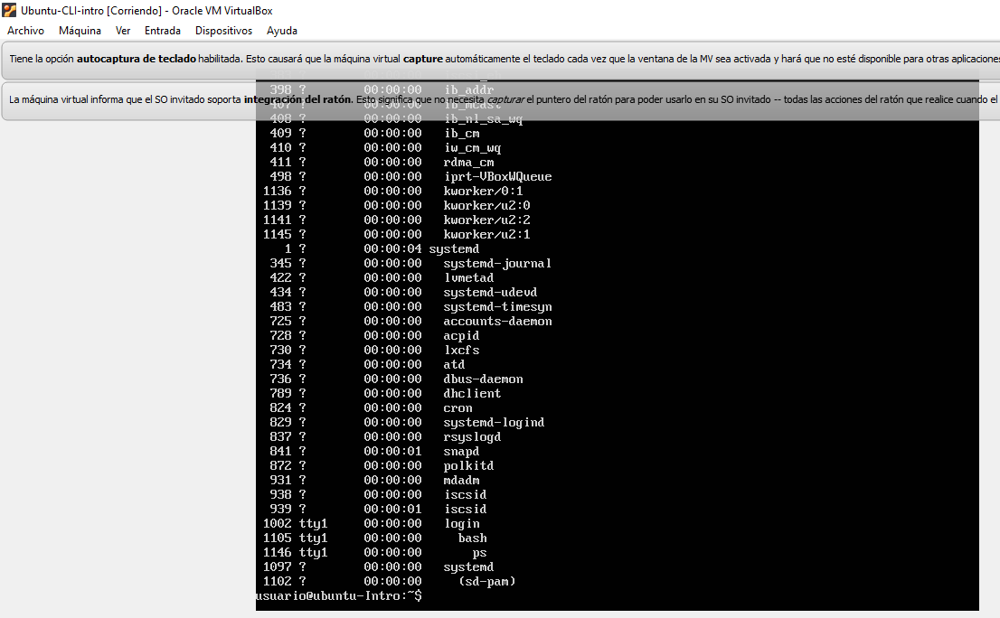 Ubuntu-CLI-intro [Corriendo] - Oracle VM VirtualBox
Archivo Máquina Ver Entrada Dispositivos Ayuda
Tiene la opción autocaptura de teclado habilitada. Esto causará que la máquina virtual capture automáticamente el teclado cada vez que la ventana de la MV sea activada y hará que no esté disponible para otras aplicaciones
398 ? 00:00:00 ib_addr
La máquina virtual informa que el SO invitado soporta integración del ratón. Esto significa que no necesita capturar el puntero del ratón para poder usarlo en su SO invitado -- todas las acciones del ratón que realice cuando el
407 ? 00:00:00 ib_mcast
408 ? 00:00:00 ib_nl_sa_wq
409 ? 00:00:00 ib_cm
410 ? 00:00:00 iw_cm_wq
411 ? 00:00:00 rdma_cm
498 ? 00:00:00 iprt-VBoxWQueue
1136 ? 00:00:00 kworker/0:1
1139 ? 00:00:00 kworker/u2:0
1141 ? 00:00:00 kworker/u2:2
1145 ? 00:00:00 kworker/u2:1
1 ? 00:00:04 systemd
345 ? 00:00:00 systemd-journal
422 ? 00:00:00 lvmetad
434 ? 00:00:00 systemd-udevd
483 ? 00:00:00 systemd-timesyn
725 ? 00:00:00 accounts-daemon
728 ? 00:00:00 acpid
730 ? 00:00:00 lxcfs
734 ? 00:00:00 atd
736 ? 00:00:00 dbus-daemon
789 ? 00:00:00 dhclient
824 ? 00:00:00 cron
829 ? 00:00:00 systemd-logind
837 ? 00:00:00 rsyslogd
841 ? 00:00:01 snapd
872 ? 00:00:00 polkitd
931 ? 00:00:00 mdadm
938 ? 00:00:00 iscsid
939 ? 00:00:01 iscsid
1002 tty1 00:00:00 login
1105 tty1 00:00:00 bash
1146 tty1 00:00:00 ps
1097 ? 00:00:00 systemd
1102 ? 00:00:00 (sd-pam)
usuario@ubuntu-Intro:~$